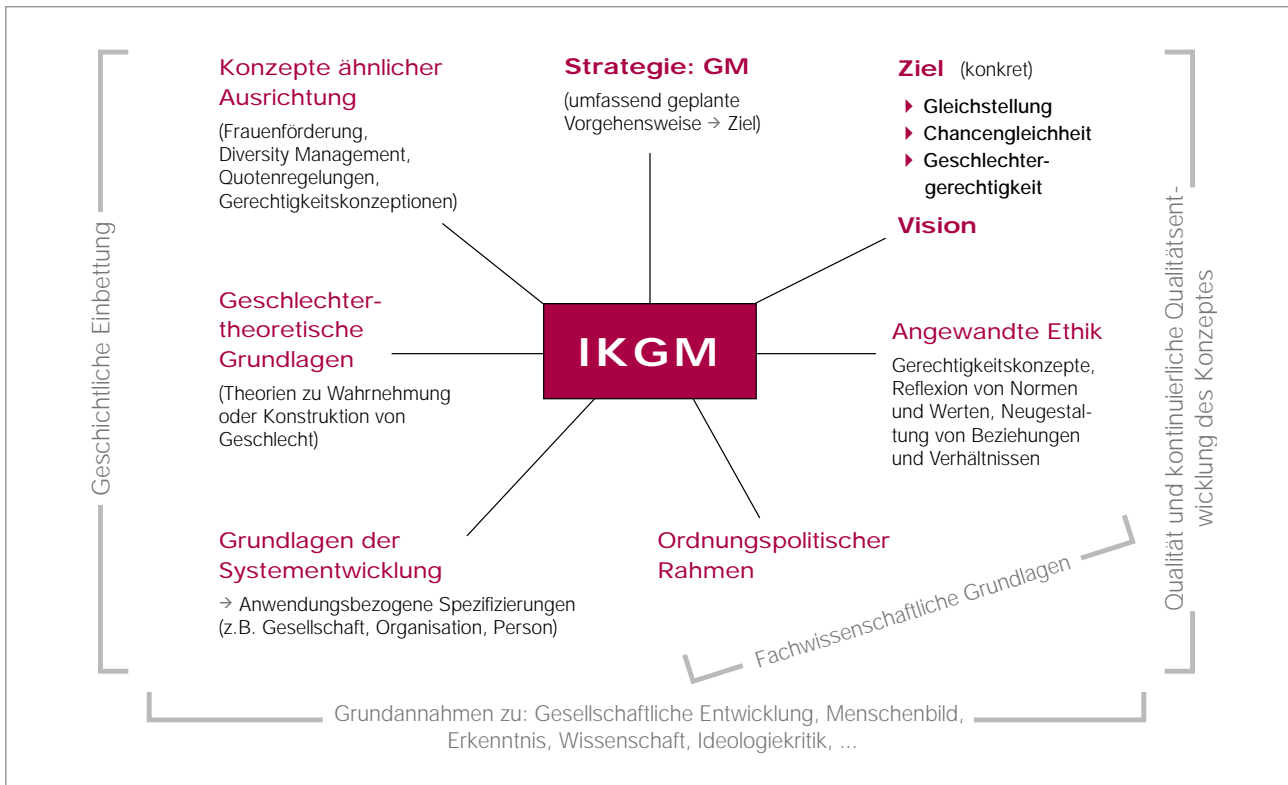 Konzepte ähnlicher
Ausrichtung
(Frauenförderung,
Diversity Management,
Quotenregelungen,
Gerechtigkeitskonzeptionen)
Strategie: GM
(umfassend geplante
Vorgehensweise → Ziel)
Ziel (konkret)
Gleichstellung
Chancengleichheit
Geschlechter-
gerechtigkeit
Vision
Geschlechter-
theoretische
Grundlagen
(Theorien zu Wahrnehmung
oder Konstruktion von
Geschlecht)
IKGM
Angewandte Ethik
Gerechtigkeitskonzepte,
Reflexion von Normen
und Werten, Neugestal-
tung von Beziehungen
und Verhältnissen
Grundlagen der
Systementwicklung
→ Anwendungsbezogene Spezifizierungen
(z.B. Gesellschaft, Organisation, Person)
Ordnungspolitischer
Rahmen
Geschichtliche Einbettung
Qualität und kontinuierliche Qualitätsent-
wicklung des Konzeptes
Fachwissenschaftliche Grundlagen
Grundannahmen zu: Gesellschaftliche Entwicklung, Menschenbild,
Erkenntnis, Wissenschaft, Ideologiekritik, ...